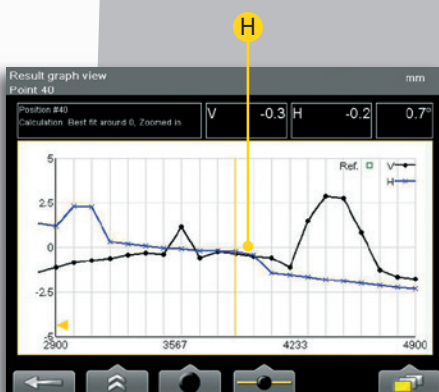 H
Result graph view mm
Point 40
Position #40
Calculation Best fit around 0, Zoomed in
V -0.3 H -0.2 0.7°
Ref. V
H
5
2.5
0
-2.5
-5
2900 3567 4233 4900